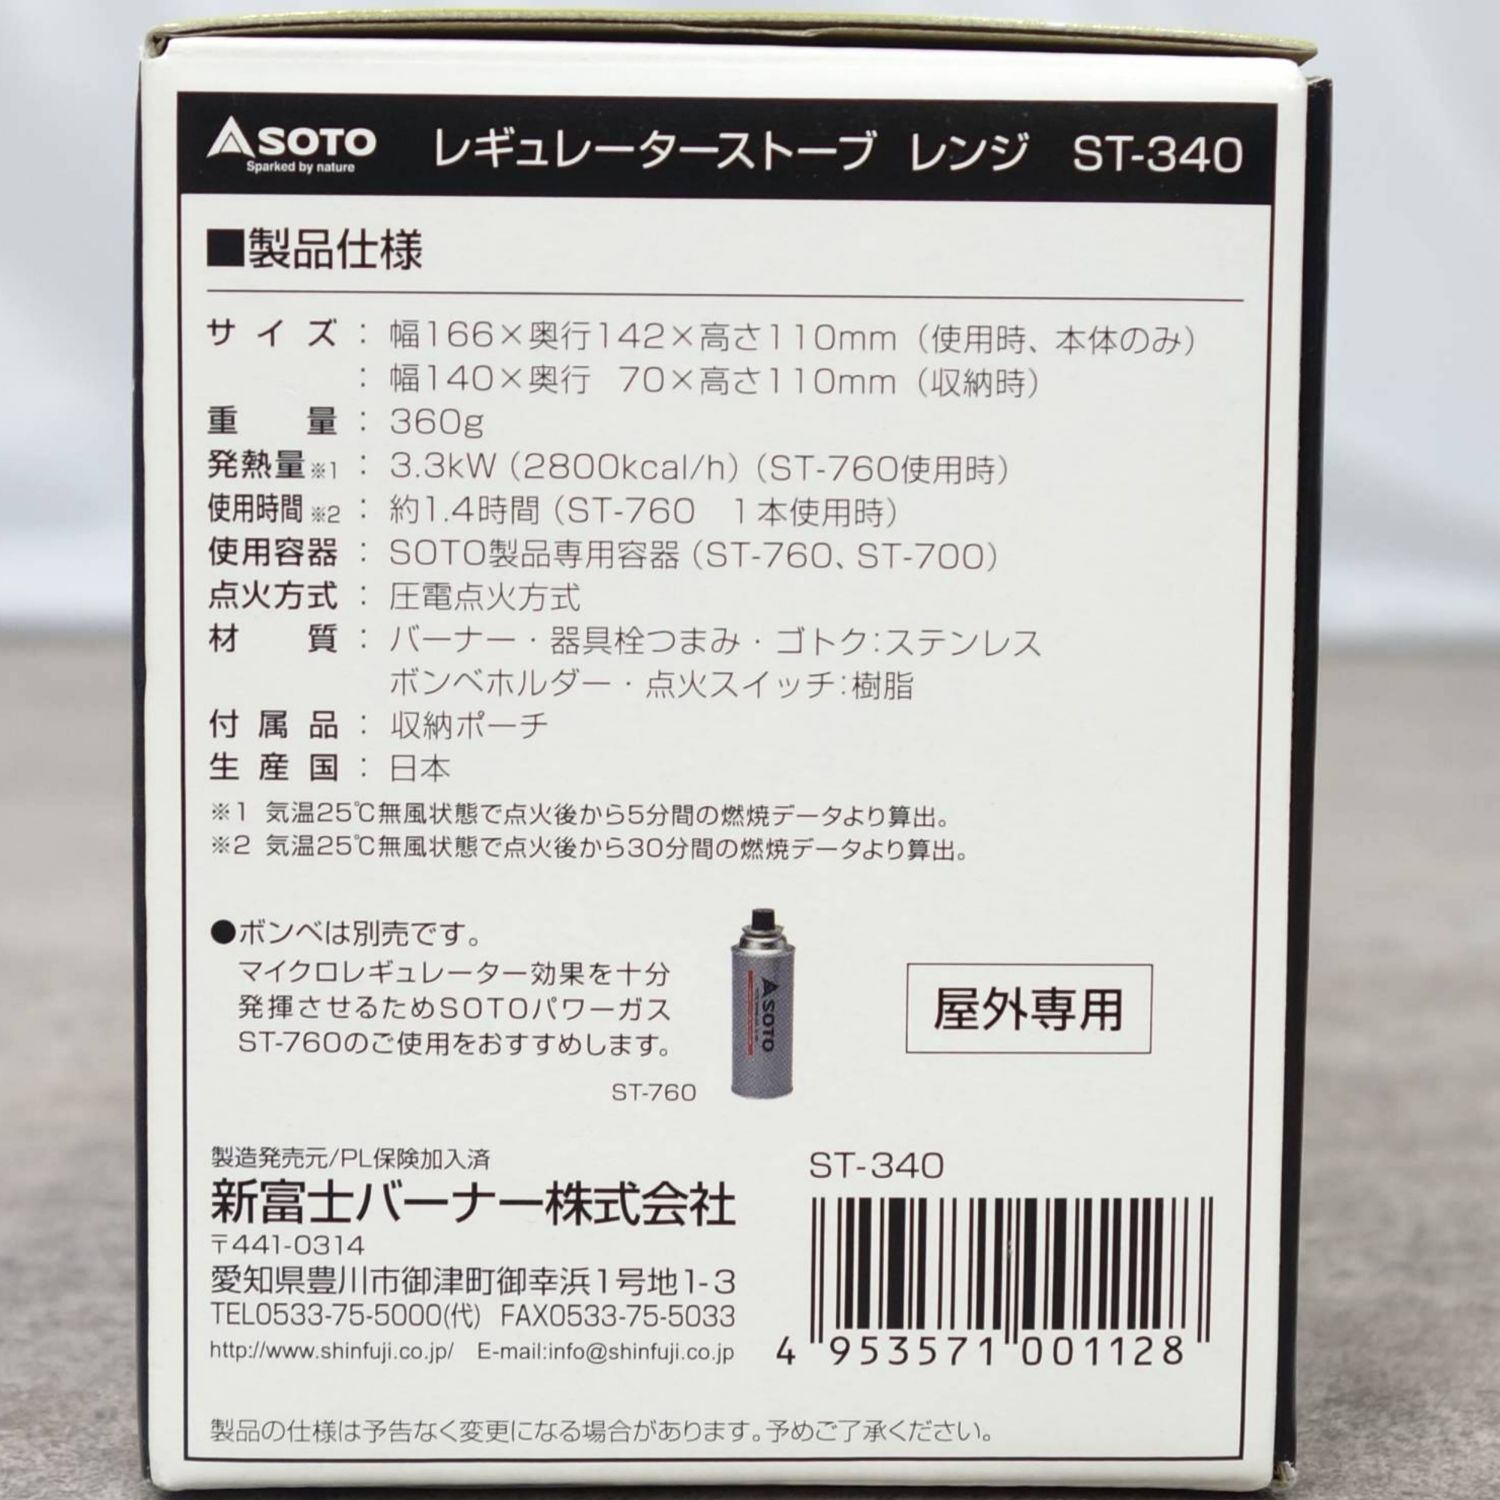 SOTO レギュレーターストーブ レンジ ST-340
Sparked by nature
■製品仕様
サイズ：幅166×奥行142×高さ110mm（使用時、本体のみ）
：幅140×奥行 70×高さ110mm（収納時）
重量：360g
発熱量※1：3.3kW（2800kcal/h）（ST-760使用時）
使用時間※2：約1.4時間（ST-760 1本使用時）
使用容器：SOTO製品専用容器（ST-760、ST-700）
点火方式：圧電点火方式
材質：バーナー・器具栓つまみ・ゴトク：ステンレス
ボンベホルダー・点火スイッチ：樹脂
付属品：収納ポーチ
生産国：日本
※1 気温25℃無風状態で点火後から5分間の燃焼データより算出。
※2 気温25℃無風状態で点火後から30分間の燃焼データより算出。
●ボンベは別売です。
マイクロレギュレーター効果を十分
発揮させるためSOTOパワーガス
ST-760のご使用をおすすめします。
ST-760
SOTO
屋外専用
製造発売元/PL保険加入済
新富士バーナー株式会社
〒441-0314
愛知県豊川市御津町御幸浜1号地1-3
TEL0533-75-5000(代) FAX0533-75-5033
http://www.shinfuji.co.jp/ E-mail:info@shinfuji.co.jp
ST-340
4 953571 001128
製品の仕様は予告なく変更になる場合があります。予めご了承ください。